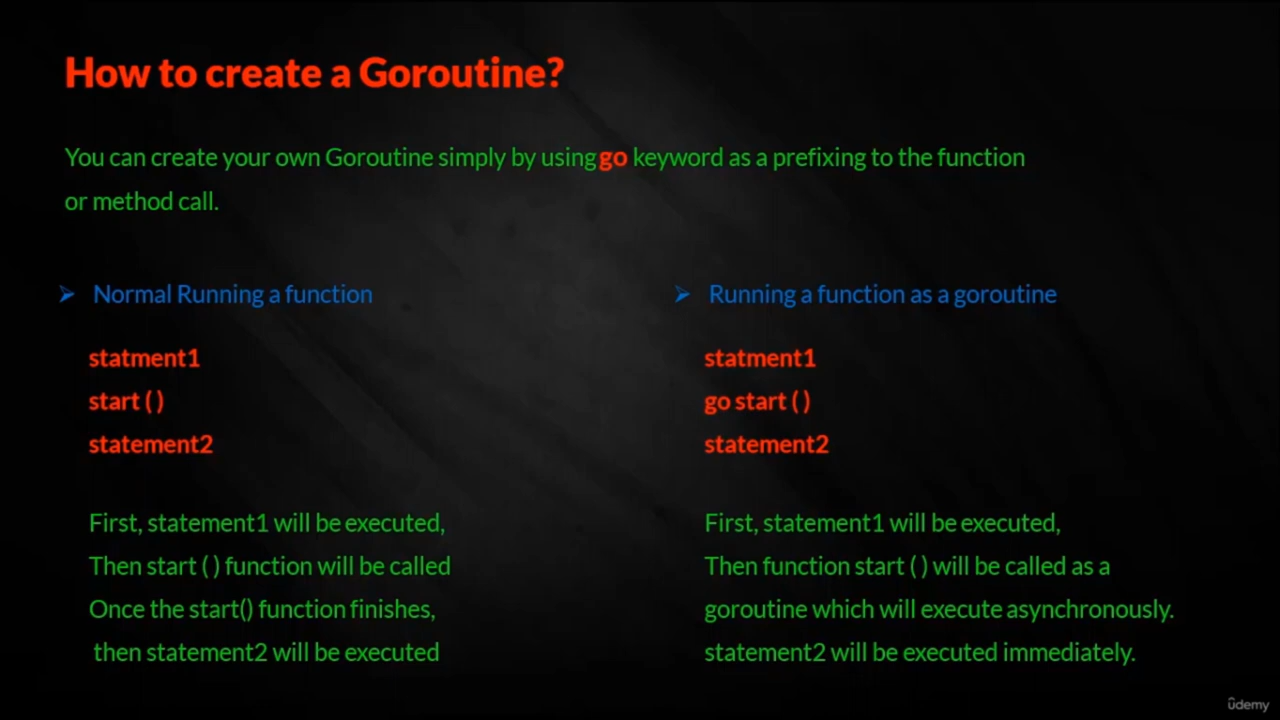 How to create a Goroutine?
You can create your own Goroutine simply by using go keyword as a prefixing to the function
or method call.
➢ Normal Running a function
statment1
start ( )
statement2
First, statement1 will be executed,
Then start ( ) function will be called
Once the start() function finishes,
then statement2 will be executed
➢ Running a function as a goroutine
statment1
go start ( )
statement2
First, statement1 will be executed,
Then function start ( ) will be called as a
goroutine which will execute asynchronously.
statement2 will be executed immediately.
ûdemy